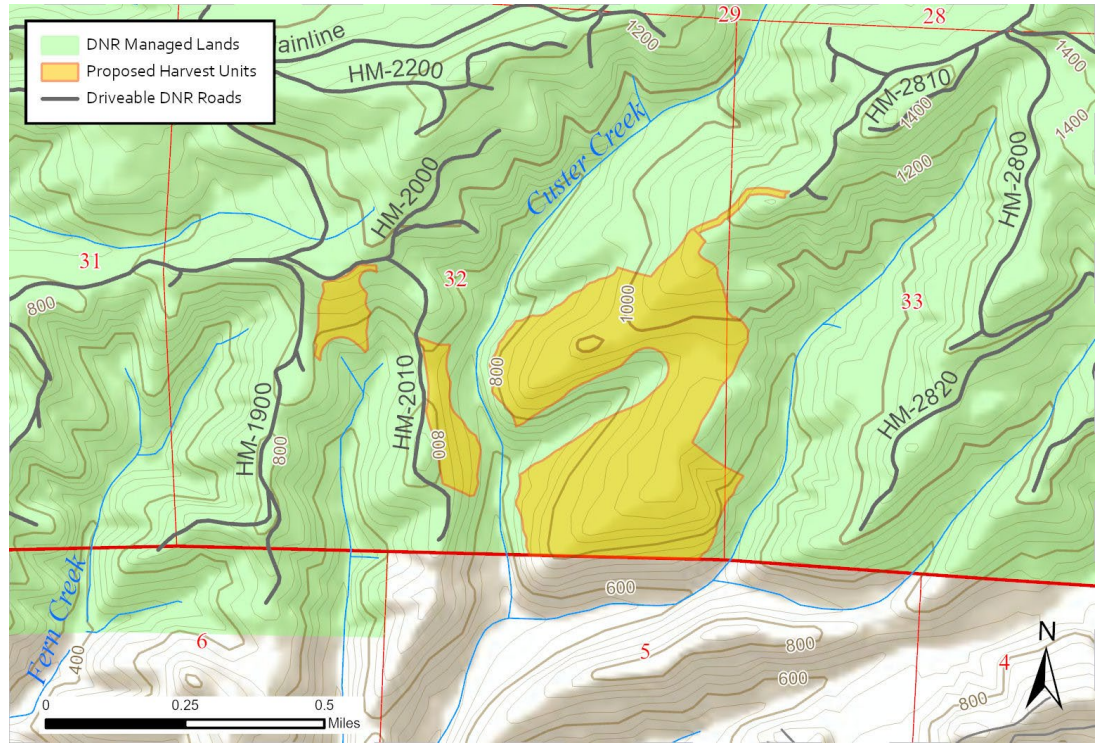 DNR Managed Lands
Proposed Harvest Units
Driveable DNR Roads
ainline
HM-2200
1200
29
28
1400
HM-2810
1400
HM-2800
1400
1200
Custer Creek
HM-2000
31
32
33
800
1000
800
HM-1900
800
HM-2010
800
HM-2820
600
Fern Creek
400
6
5
800
600
4
800
N
0 0.25 0.5
Miles